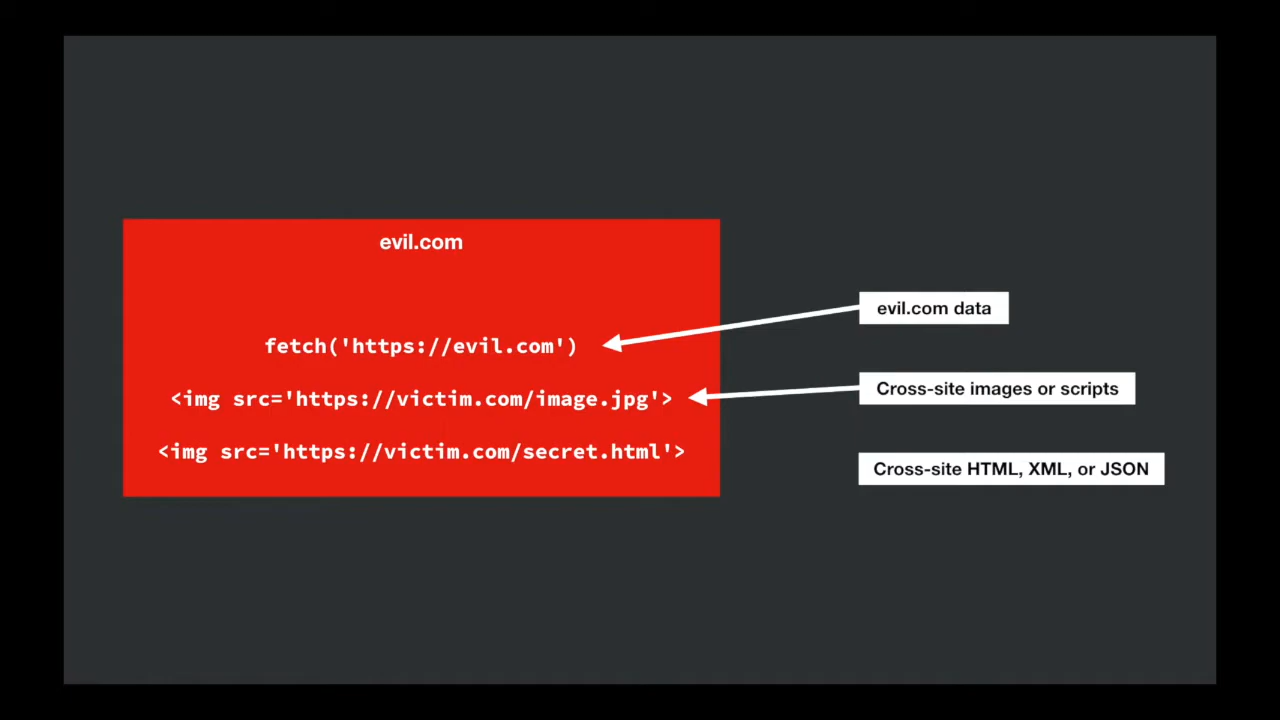 evil.com
fetch('https://evil.com')
<img src='https://victim.com/image.jpg'>
<img src='https://victim.com/secret.html'>
evil.com data
Cross-site images or scripts
Cross-site HTML, XML, or JSON